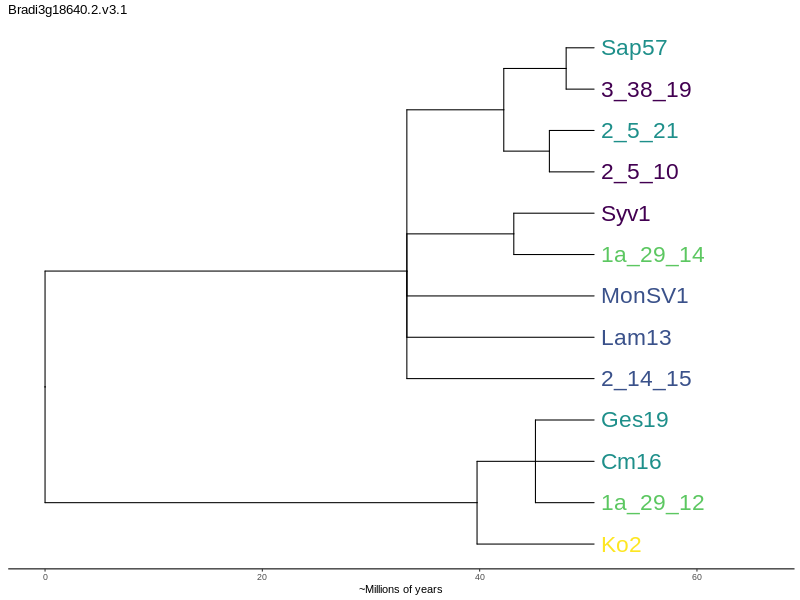 Bradi3g18640.2.v3.1
Sap57
3_38_19
2_5_21
2_5_10
Syv1
1a_29_14
MonSV1
Lam13
2_14_15
Ges19
Cm16
1a_29_12
Ko2
0 20 40 60
~Millions of years